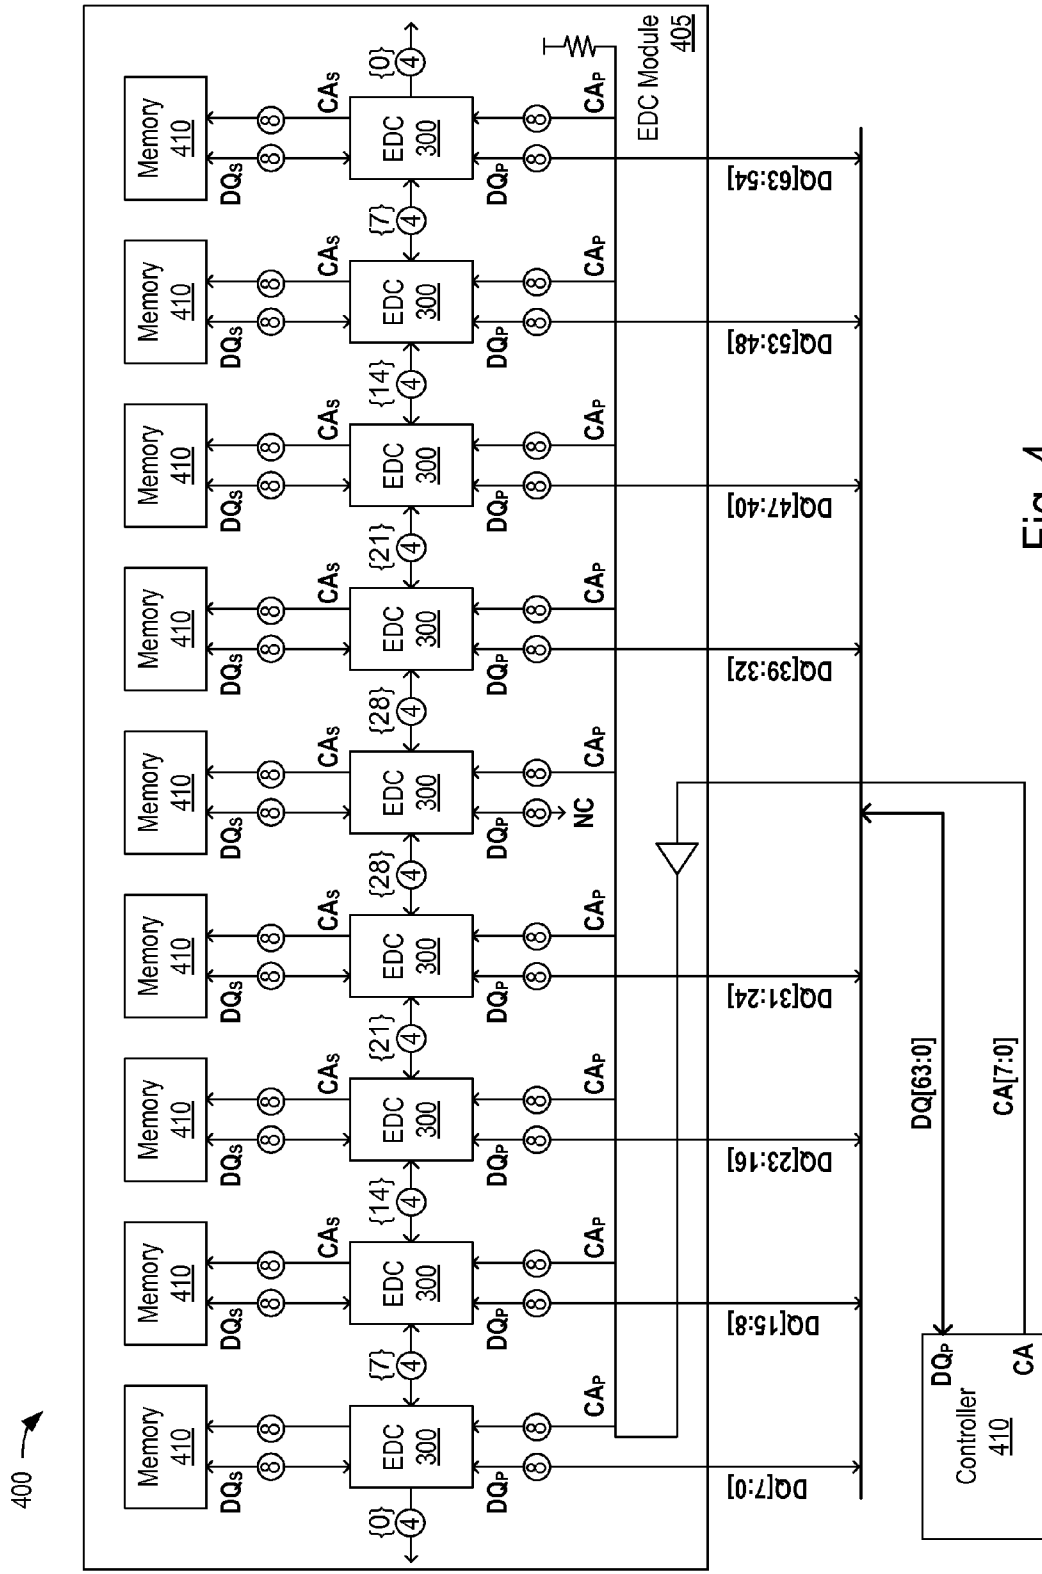 400
Memory
410
Memory
410
Memory
410
Memory
410
Memory
410
Memory
410
Memory
410
Memory
410
Memory
410
DQS
8
8
DQS
8
8
CAS
DQS
8
8
CAS
DQS
8
8
CAS
DQS
8
8
CAS
DQS
8
8
CAS
DQS
8
8
CAS
DQS
8
8
CAS
DQS
8
8
CAS
{0}
4
EDC
300
{7}
4
EDC
300
{14}
4
EDC
300
{21}
4
EDC
300
{28}
4
EDC
300
{28}
4
EDC
300
{21}
4
EDC
300
{14}
4
EDC
300
{7}
4
EDC
300
{0}
4
DQP
8
8
CAP
DQP
8
8
CAP
DQP
8
8
CAP
DQP
8
8
CAP
DQP
8
8
CAP
NC
DQP
8
8
CAP
DQP
8
8
CAP
DQP
8
8
CAP
DQP
8
8
CAP
EDC Module
405
DQ[7:0]
DQ[15:8]
DQ[23:16]
DQ[31:24]
DQ[39:32]
DQ[47:40]
DQ[53:48]
DQ[63:54]
Controller
410
DQP
CA
DQ[63:0]
CA[7:0]
Fig. 4